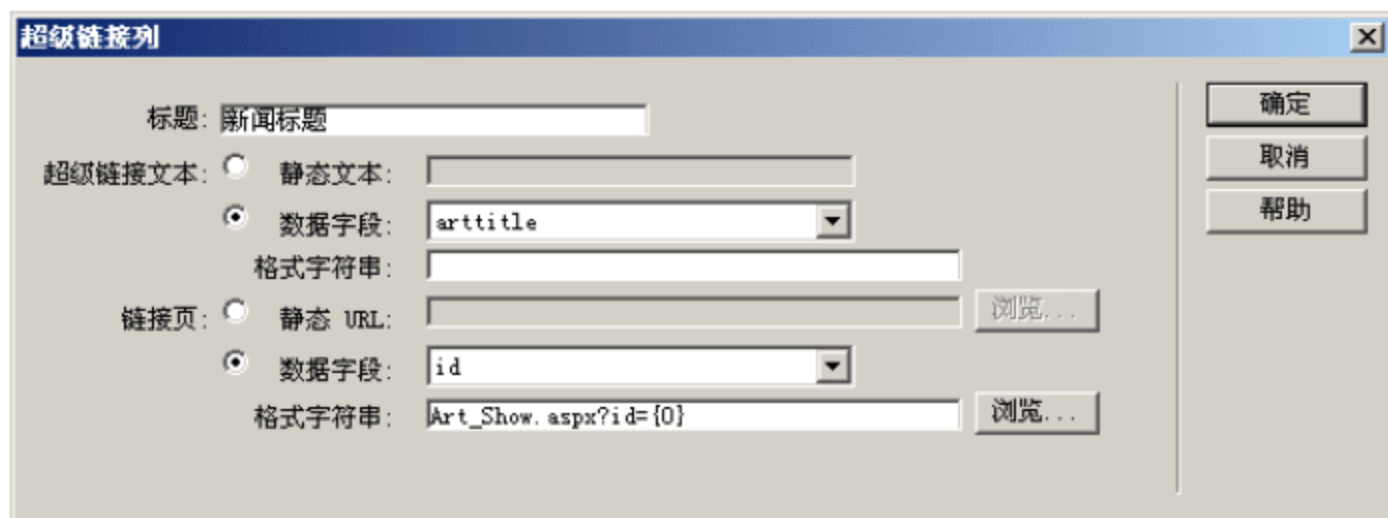 超级链接列
标题: 新闻标题
确定
超级链接文本: 静态文本:
取消
数据字段: arttitle
帮助
格式字符串:
链接页: 静态 URL: 浏览...
数据字段: id
格式字符串: Art_Show.aspx?id={0} 浏览...